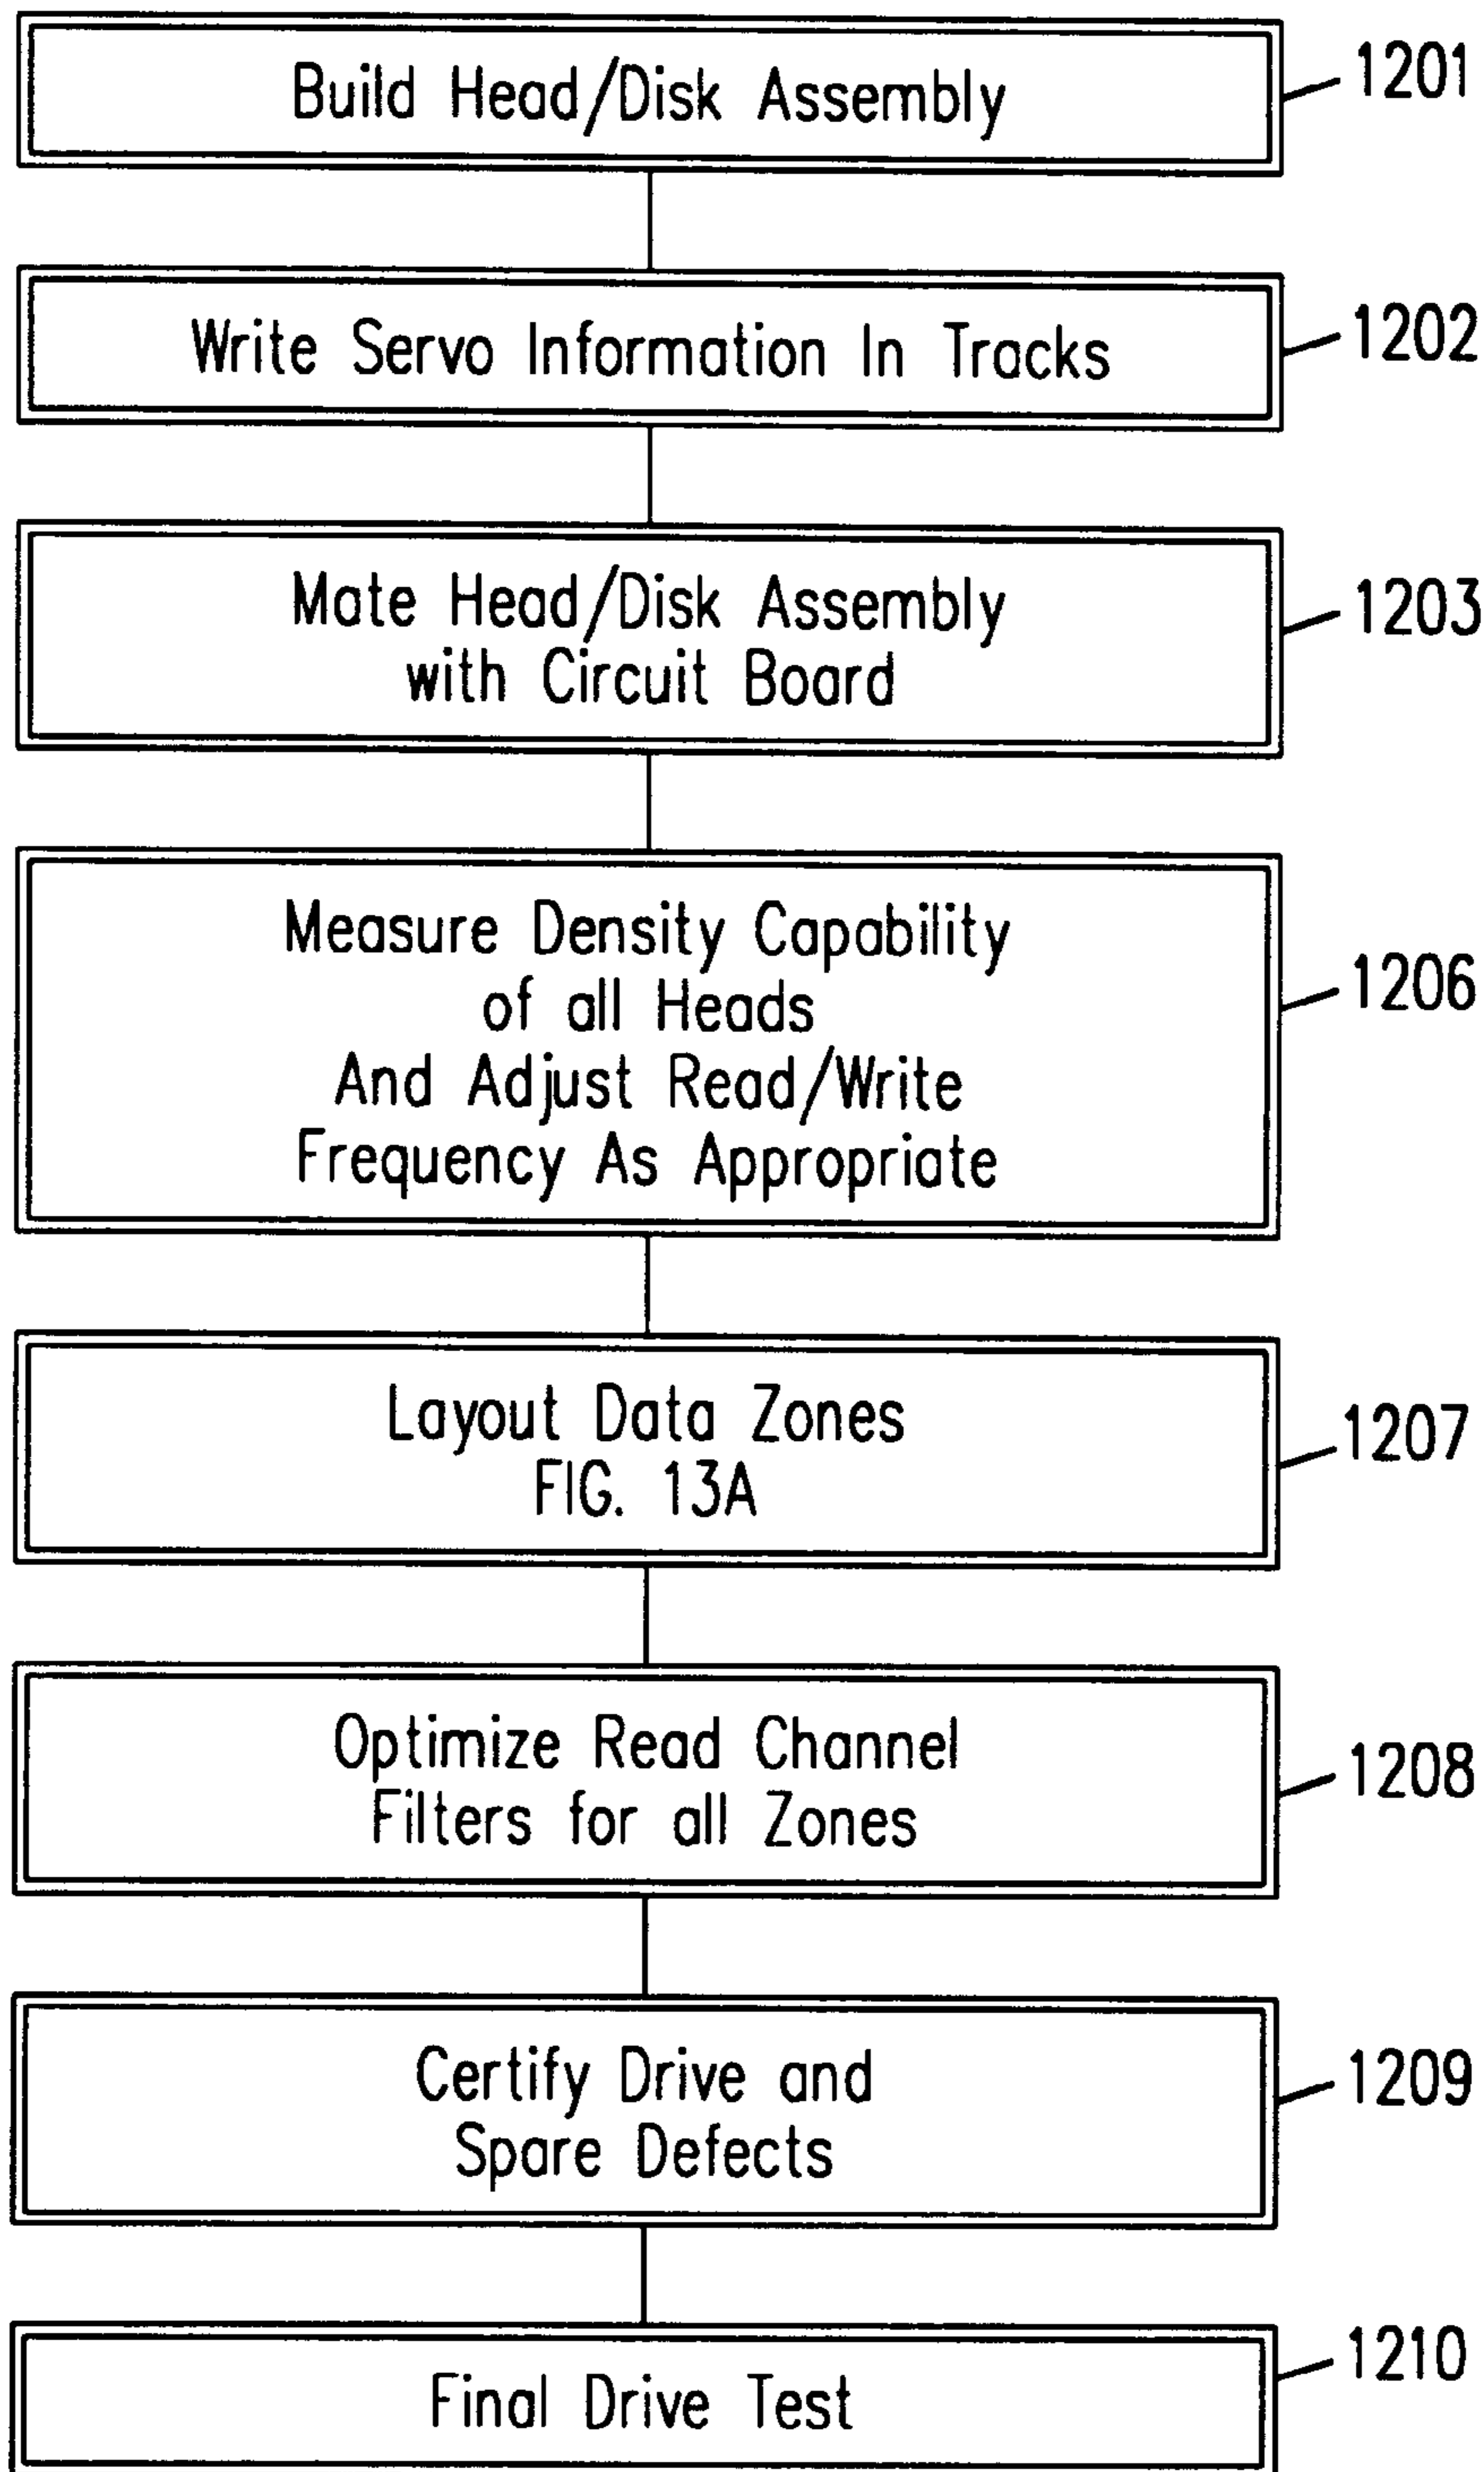 Build Head/Disk Assembly
1201
Write Servo Information In Tracks
1202
Mate Head/Disk Assembly
with Circuit Board
1203
Measure Density Capability
of all Heads
And Adjust Read/Write
Frequency As Appropriate
1206
Layout Data Zones
FIG. 13A
1207
Optimize Read Channel
Filters for all Zones
1208
Certify Drive and
Spare Defects
1209
Final Drive Test
1210